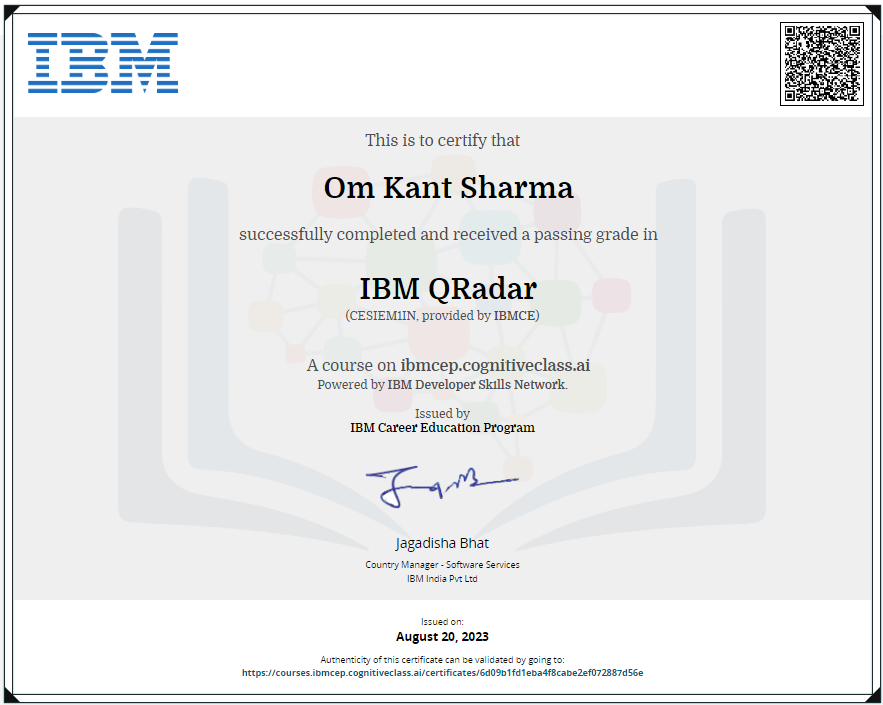 IBM
This is to certify that
Om Kant Sharma
successfully completed and received a passing grade in
IBM QRadar
(CESIEM1IN, provided by IBMCE)
A course on ibmcep.cognitiveclass.ai
Powered by IBM Developer Skills Network.
Issued by
IBM Career Education Program
Jagadisha Bhat
Country Manager - Software Services
IBM India Pvt Ltd
Issued on:
August 20, 2023
Authenticity of this certificate can be validated by going to:
https://courses.ibmcep.cognitiveclass.ai/certificates/6d09b1fd1eba4f8cabe2ef072887d56e